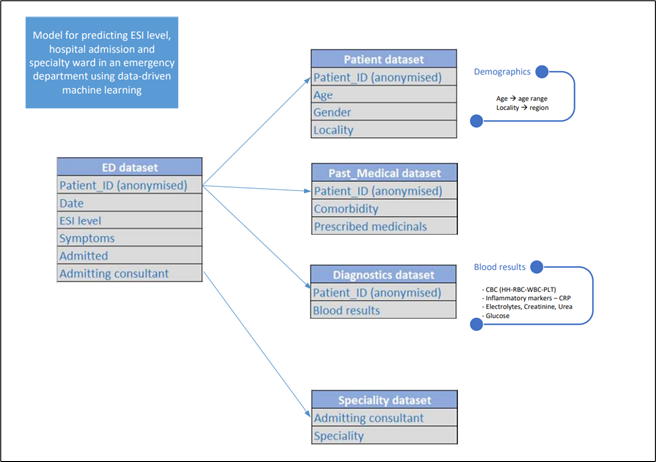 Model for predicting ESI level,
hospital admission and
specialty ward in an emergency
department using data-driven
machine learning
Patient dataset
Patient_ID (anonymised)
Age
Gender
Locality
Demographics
Age → age range
Locality → region
ED dataset
Patient_ID (anonymised)
Date
ESI level
Symptoms
Admitted
Admitting consultant
Past_Medical dataset
Patient_ID (anonymised)
Comorbidity
Prescribed medicinals
Diagnostics dataset
Patient_ID (anonymised)
Blood results
Blood results
- CBC (HH-RBC-WBC-PLT)
- Inflammatory markers – CRP
- Electrolytes, Creatinine, Urea
- Glucose
Speciality dataset
Admitting consultant
Speciality